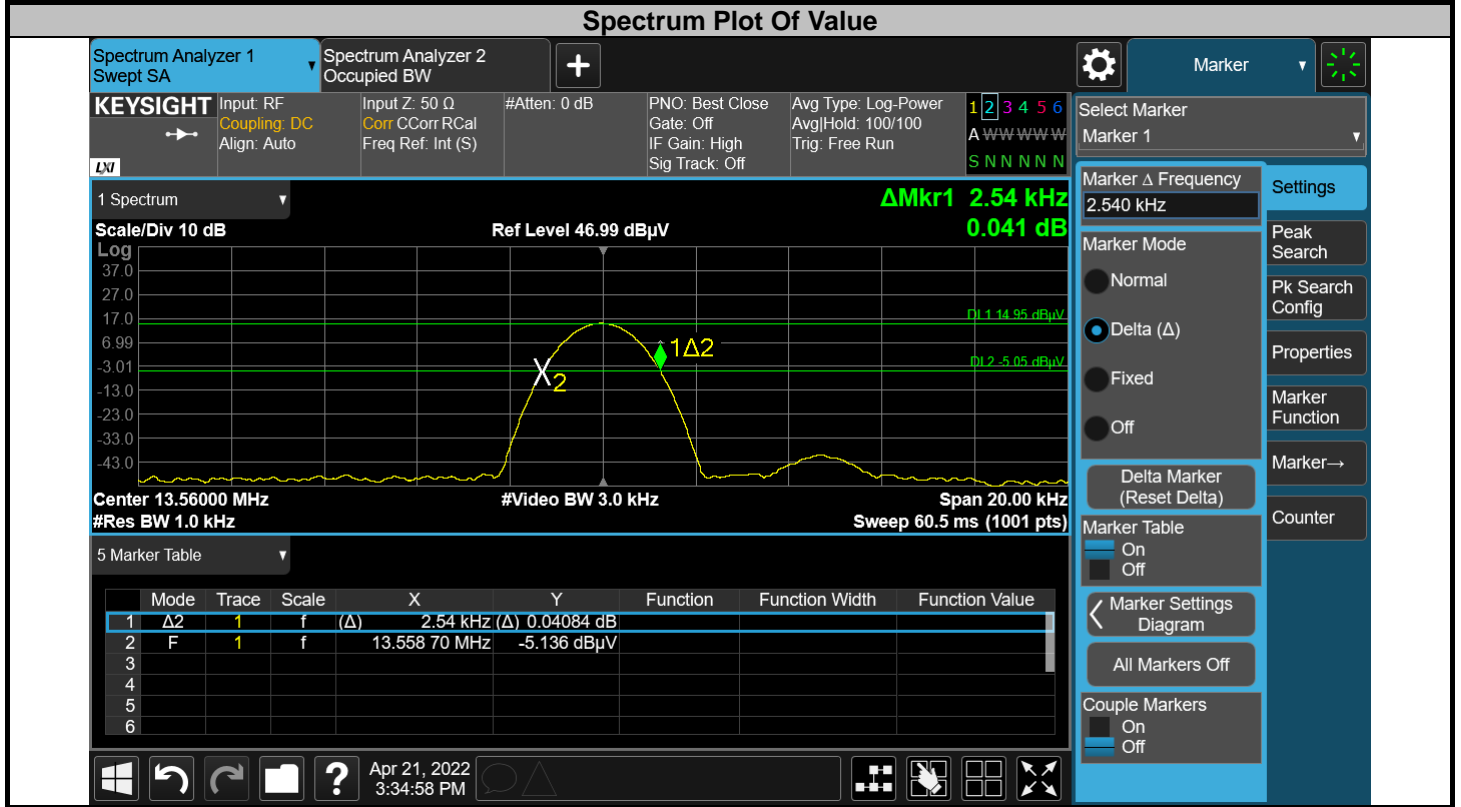 Spectrum Plot Of Value
Spectrum Analyzer 1
Swept SA
Spectrum Analyzer 2
Occupied BW
Marker
KEYSIGHT
LXI
Input: RF
Coupling: DC
Align: Auto
Input Z: 50 Ω
Corr CCorr RCal
Freq Ref: Int (S)
#Atten: 0 dB
PNO: Best Close
Gate: Off
IF Gain: High
Sig Track: Off
Avg Type: Log-Power
Avg|Hold: 100/100
Trig: Free Run
1 2 3 4 5 6
A W W W W W
S N N N N N
Select Marker
Marker 1
1 Spectrum
ΔMkr1 2.54 kHz
0.041 dB
Scale/Div 10 dB
Ref Level 46.99 dBµV
Log
37.0
27.0
17.0
6.99
-3.01
-13.0
-23.0
-33.0
-43.0
DL1 14.95 dBµV
DL2 -5.05 dBµV
1Δ2
X2
Center 13.56000 MHz
#Video BW 3.0 kHz
Span 20.00 kHz
#Res BW 1.0 kHz
Sweep 60.5 ms (1001 pts)
5 Marker Table
Mode Trace Scale X Y Function Function Width Function Value
1 Δ2 1 f (Δ) 2.54 kHz (Δ) 0.04084 dB
2 F 1 f 13.558 70 MHz -5.136 dBµV
3
4
5
6
Marker Δ Frequency
2.540 kHz
Marker Mode
Normal
Delta (Δ)
Fixed
Off
Delta Marker
(Reset Delta)
Marker Table
On
Off
Marker Settings
Diagram
All Markers Off
Couple Markers
On
Off
Settings
Peak
Search
Pk Search
Config
Properties
Marker
Function
Marker→
Counter
?
Apr 21, 2022
3:34:58 PM